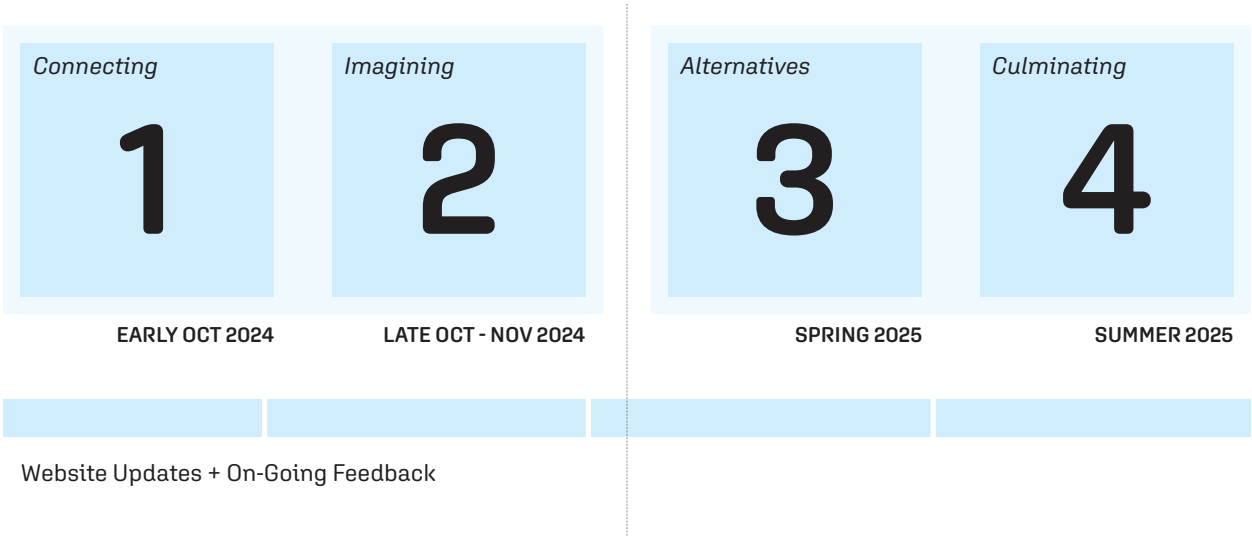 Connecting
1
EARLY OCT 2024
Imagining
2
LATE OCT - NOV 2024
Alternatives
3
SPRING 2025
Culminating
4
SUMMER 2025
Website Updates + On-Going Feedback